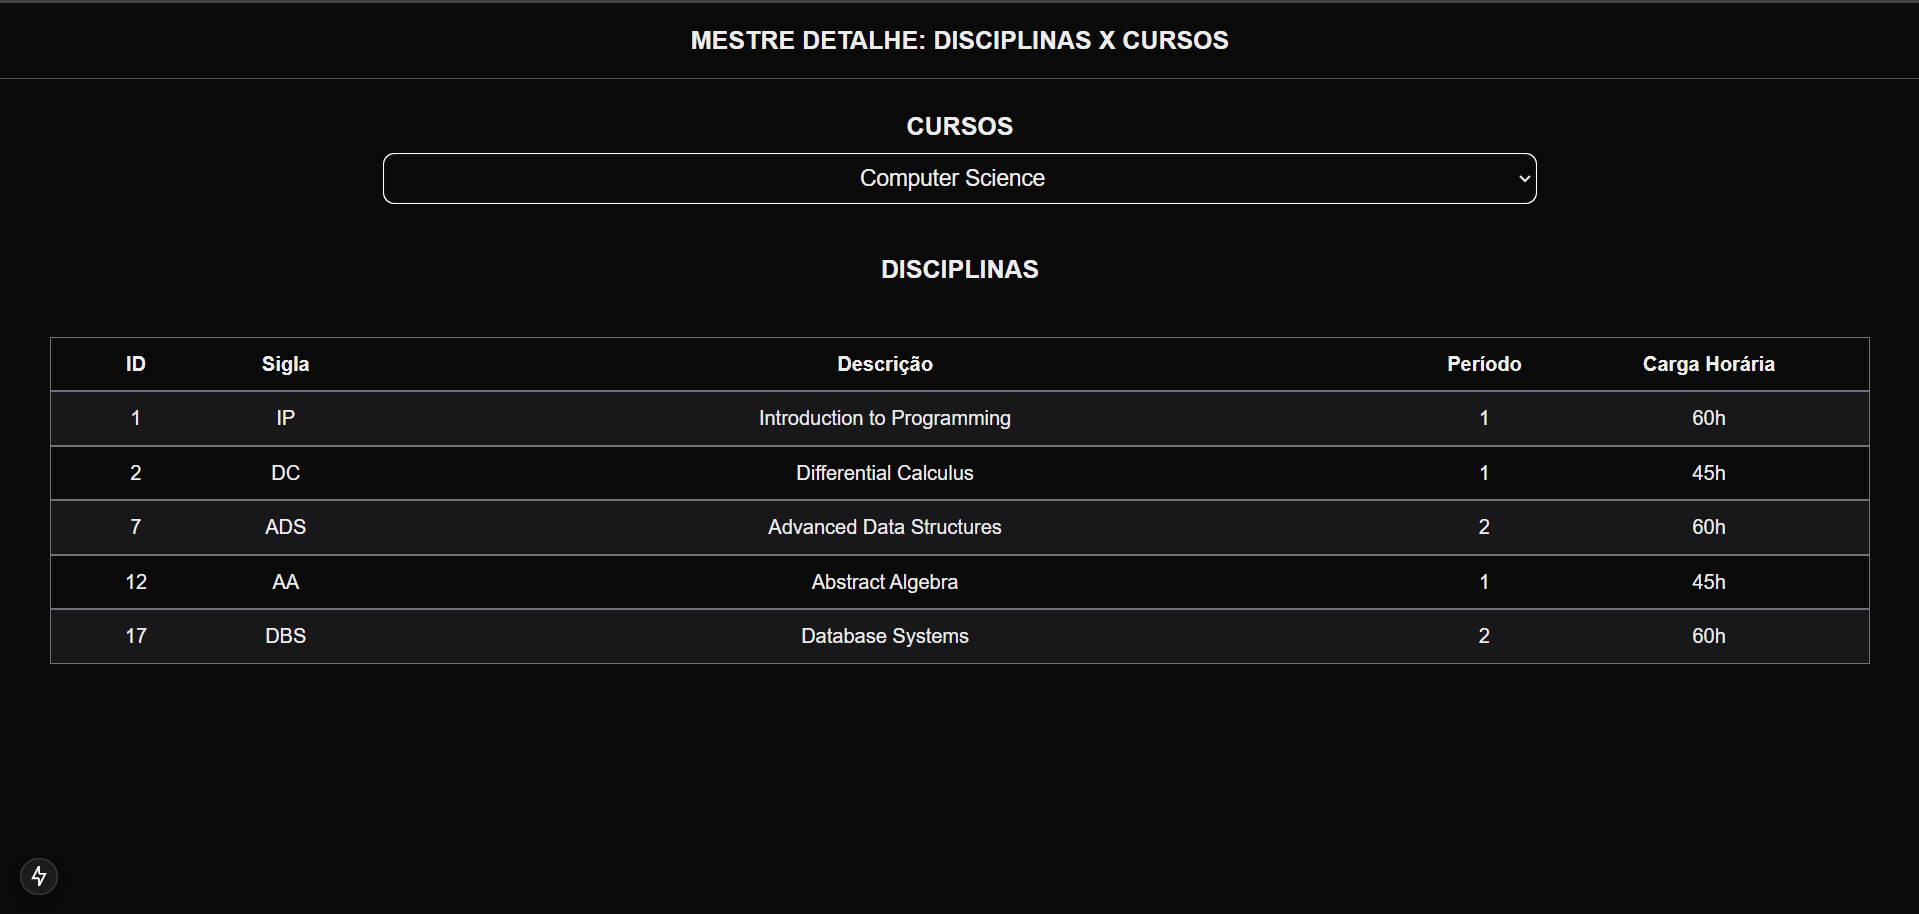 MESTRE DETALHE: DISCIPLINAS X CURSOS
CURSOS
Computer Science
DISCIPLINAS
ID Sigla Descrição Período Carga Horária
1 IP Introduction to Programming 1 60h
2 DC Differential Calculus 1 45h
7 ADS Advanced Data Structures 2 60h
12 AA Abstract Algebra 1 45h
17 DBS Database Systems 2 60h